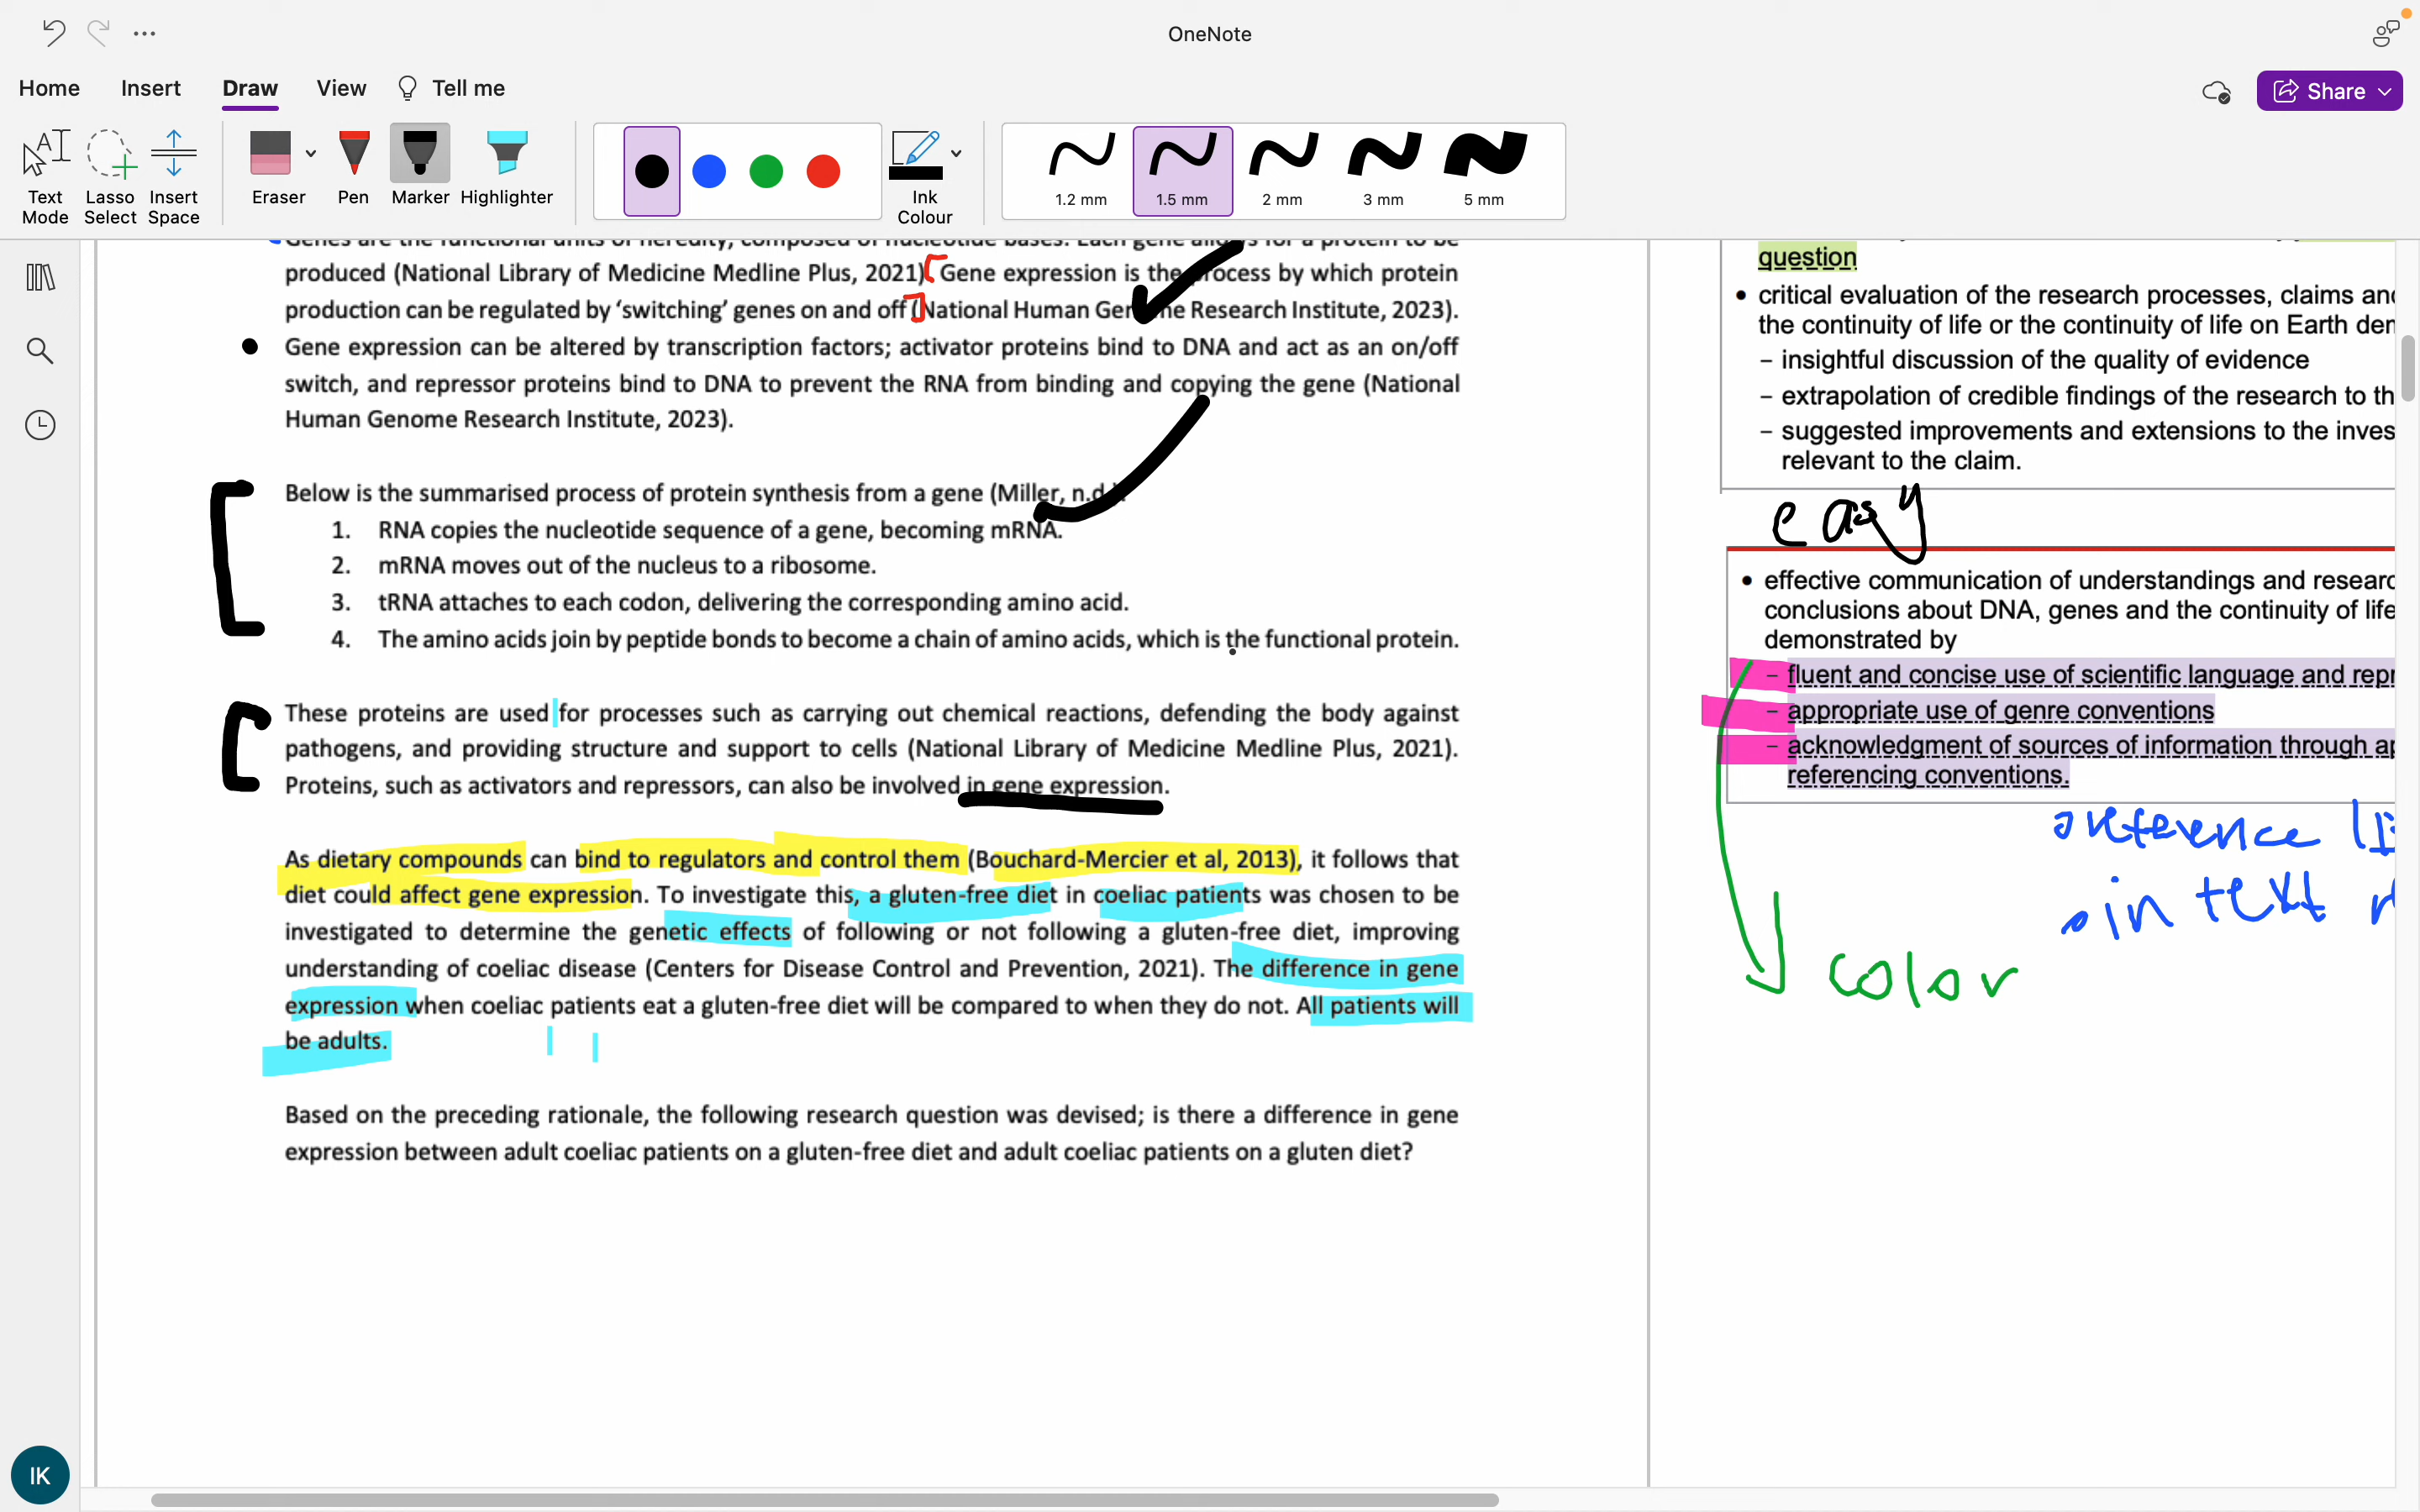 OneNote
Home Insert Draw View Tell me
Share
Text Mode
Lasso Select
Insert Space
Eraser
Pen
Marker
Highlighter
Ink Colour
1.2 mm
1.5 mm
2 mm
3 mm
5 mm
Genes are the functional units of heredity, composed of nucleotide bases. Each gene allows for a protein to be
produced (National Library of Medicine Medline Plus, 2021). Gene expression is the process by which protein
production can be regulated by ‘switching’ genes on and off (National Human Genome Research Institute, 2023).
Gene expression can be altered by transcription factors; activator proteins bind to DNA and act as an on/off
switch, and repressor proteins bind to DNA to prevent the RNA from binding and copying the gene (National
Human Genome Research Institute, 2023).
Below is the summarised process of protein synthesis from a gene (Miller, n.d.).
1. RNA copies the nucleotide sequence of a gene, becoming mRNA.
2. mRNA moves out of the nucleus to a ribosome.
3. tRNA attaches to each codon, delivering the corresponding amino acid.
4. The amino acids join by peptide bonds to become a chain of amino acids, which is the functional protein.
These proteins are used for processes such as carrying out chemical reactions, defending the body against
pathogens, and providing structure and support to cells (National Library of Medicine Medline Plus, 2021).
Proteins, such as activators and repressors, can also be involved in gene expression.
As dietary compounds can bind to regulators and control them (Bouchard-Mercier et al, 2013), it follows that
diet could affect gene expression. To investigate this, a gluten-free diet in coeliac patients was chosen to be
investigated to determine the genetic effects of following or not following a gluten-free diet, improving
understanding of coeliac disease (Centers for Disease Control and Prevention, 2021). The difference in gene
expression when coeliac patients eat a gluten-free diet will be compared to when they do not. All patients will
be adults.
Based on the preceding rationale, the following research question was devised; is there a difference in gene
expression between adult coeliac patients on a gluten-free diet and adult coeliac patients on a gluten diet?
question
• critical evaluation of the research processes, claims an
the continuity of life or the continuity of life on Earth
– insightful discussion of the quality of evidence
– extrapolation of credible findings of the research to
– suggested improvements and extensions to the
relevant to the claim.
easy
• effective communication of understandings and
conclusions about DNA, genes and the continuity of life
demonstrated by
– fluent and concise use of scientific language and
– appropriate use of genre conventions
– acknowledgment of sources of information through
referencing conventions.
reference
in text
color
IK